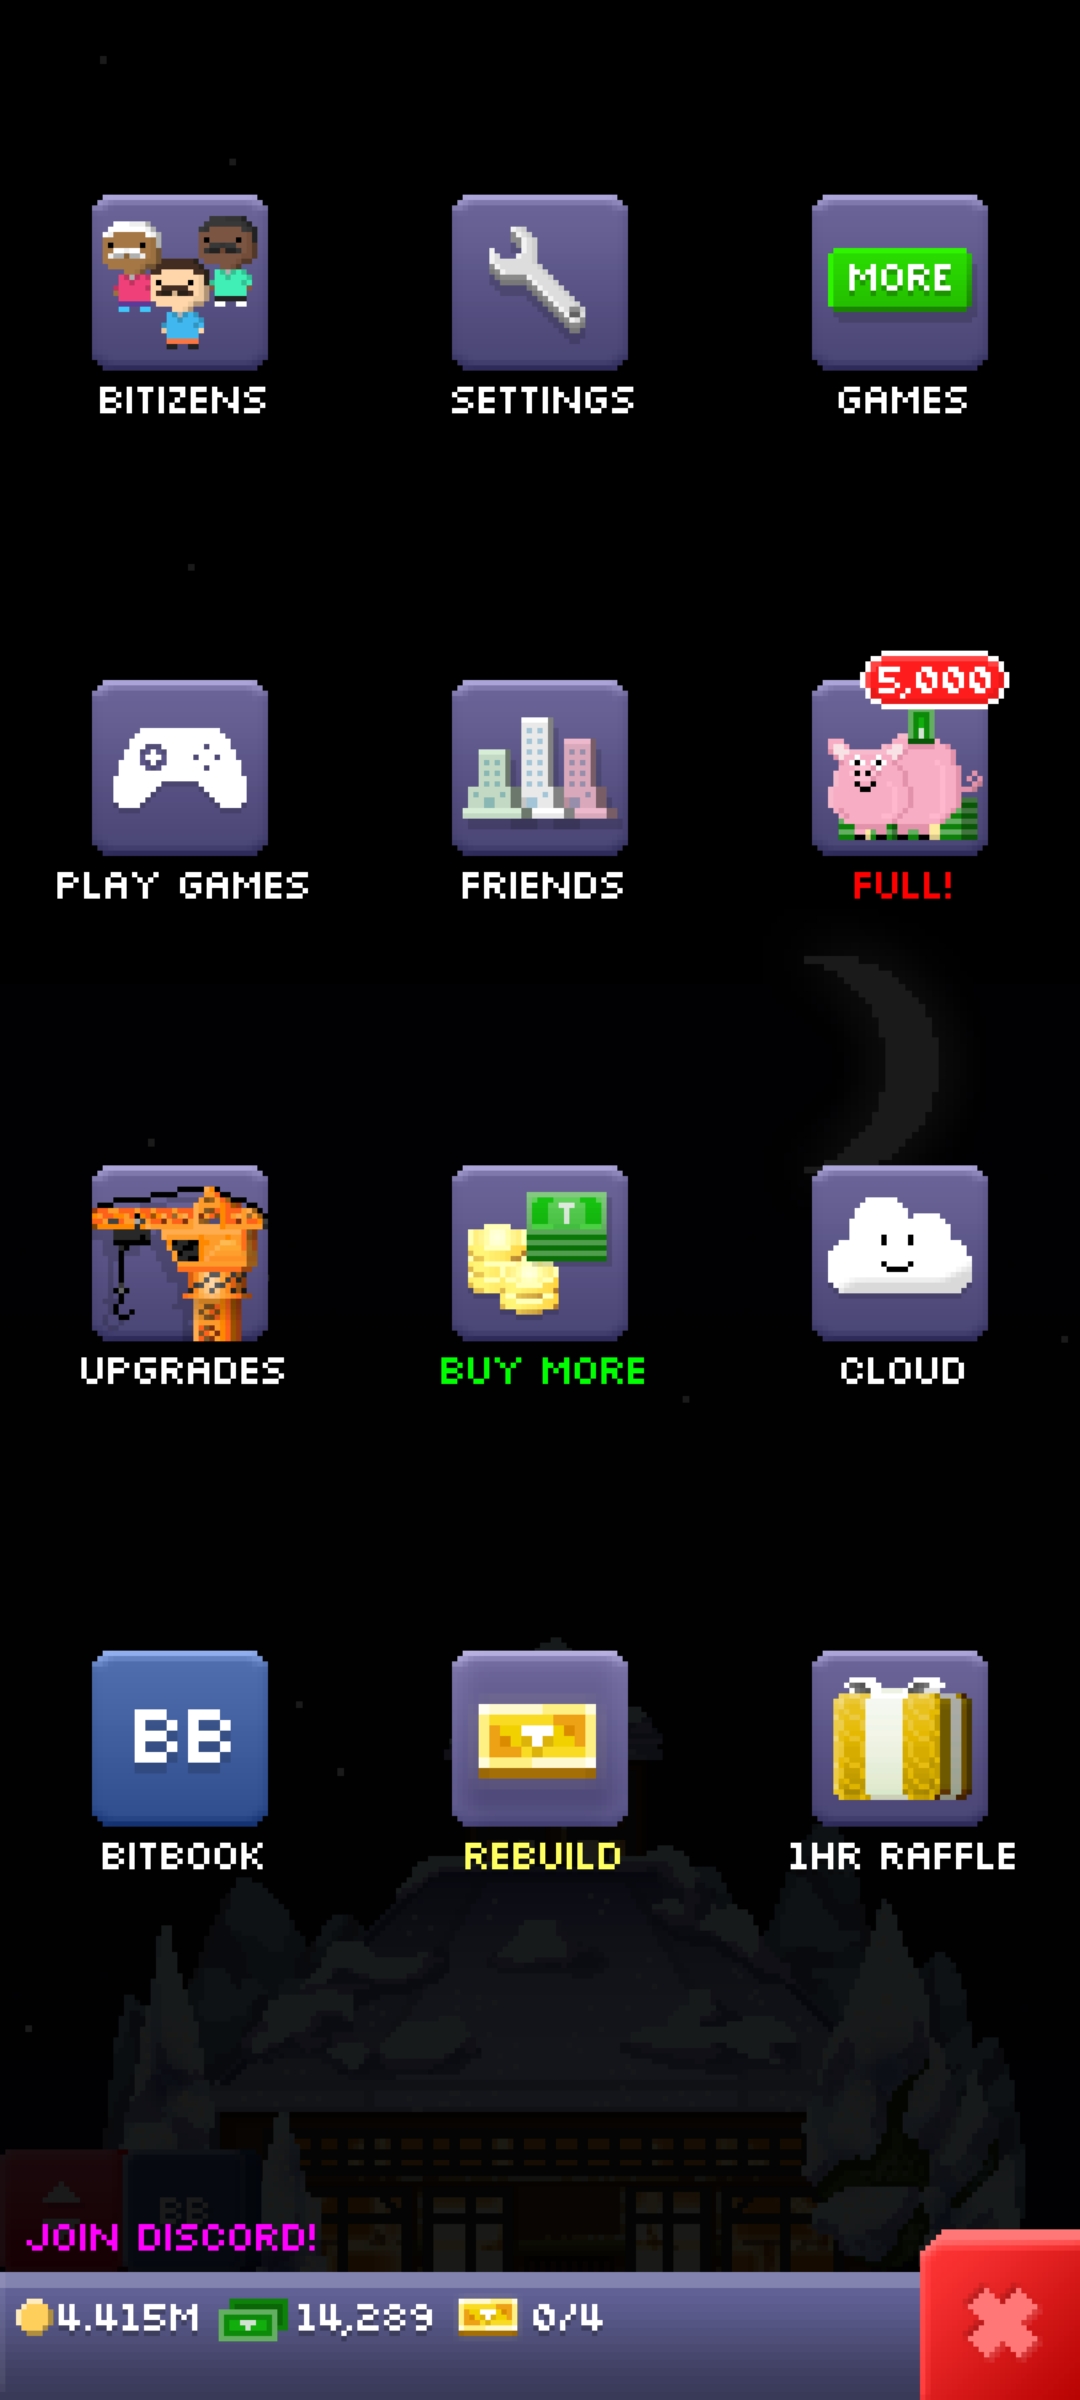 MORE
BITIZENS SETTINGS GAMES
5,000
PLAY GAMES FRIENDS FULL!
T
UPGRADES BUY MORE CLOUD
BB
BITBOOK REBUILD 1HR RAFFLE
BB
JOIN DISCORD!
4.415M 14,289 0/4